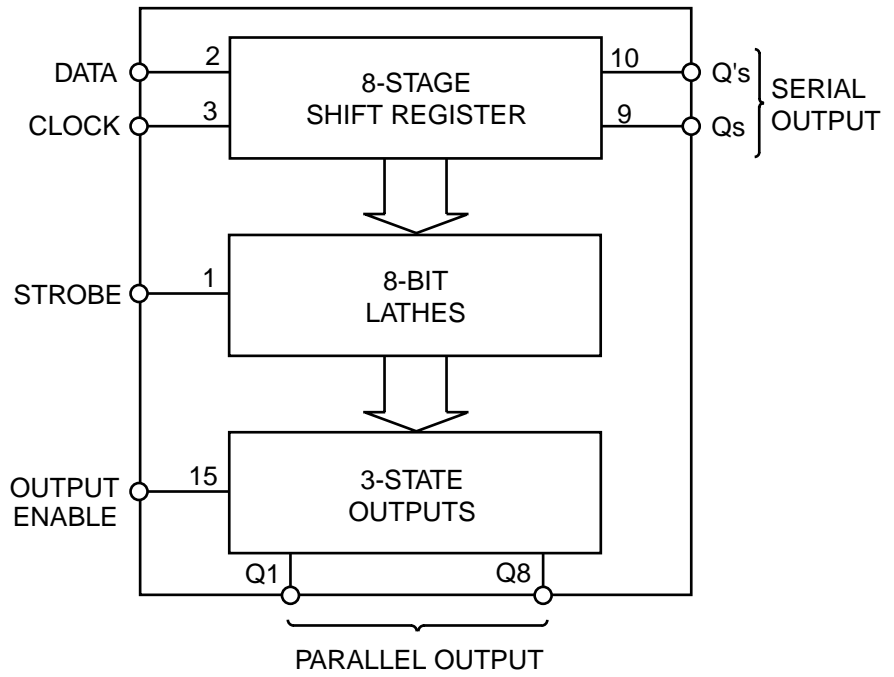 DATA
2
8-STAGE
SHIFT REGISTER
10
Q's
SERIAL
OUTPUT
CLOCK
3
9
Qs
STROBE
1
8-BIT
LATHES
OUTPUT
ENABLE
15
3-STATE
OUTPUTS
Q1
Q8
PARALLEL OUTPUT